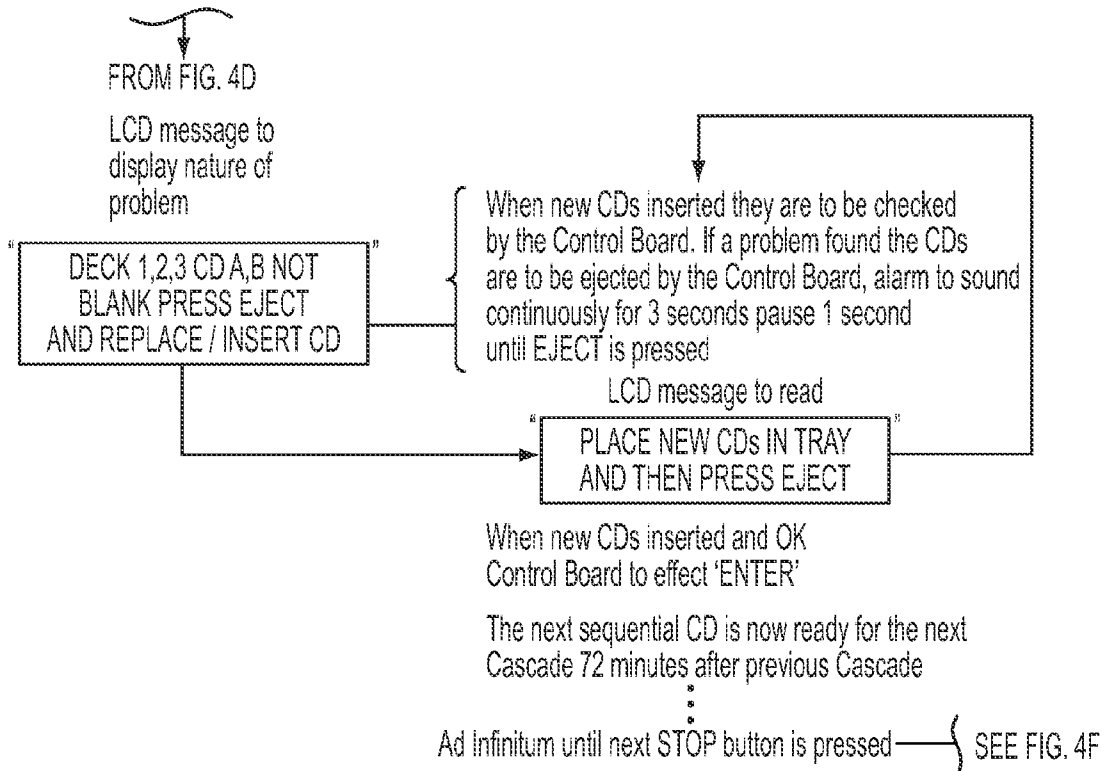 FROM FIG. 4D
LCD message to
display nature of
problem
"DECK 1,2,3 CD A,B NOT
BLANK PRESS EJECT
AND REPLACE / INSERT CD"
When new CDs inserted they are to be checked
by the Control Board. If a problem found the CDs
are to be ejected by the Control Board, alarm to sound
continuously for 3 seconds pause 1 second
until EJECT is pressed
LCD message to read
"PLACE NEW CDs IN TRAY
AND THEN PRESS EJECT"
When new CDs inserted and OK
Control Board to effect 'ENTER'
The next sequential CD is now ready for the next
Cascade 72 minutes after previous Cascade
Ad Infinitum until next STOP button is pressed
SEE FIG. 4F